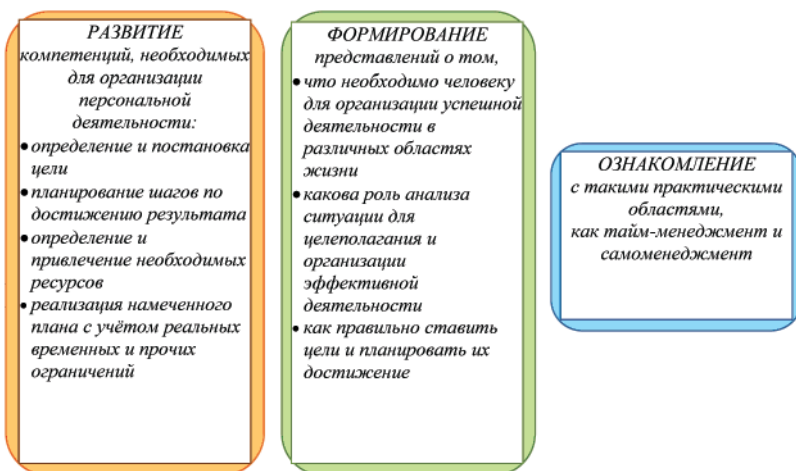 РАЗВИТИЕ
компетенций, необходимых
для организации
персональной
деятельности:
• определение и постановка
цели
• планирование шагов по
достижению результата
• определение и
привлечение необходимых
ресурсов
• реализация намеченного
плана с учётом реальных
временных и прочих
ограничений
ФОРМИРОВАНИЕ
представлений о том,
• что необходимо человеку
для организации успешной
деятельности в
различных областях
жизни
• какова роль анализа
ситуации для
целеполагания и
организации
эффективной
деятельности
• как правильно ставить
цели и планировать их
достижение
ОЗНАКОМЛЕНИЕ
с такими практическими
областями,
как тайм-менеджмент и
самоменеджмент